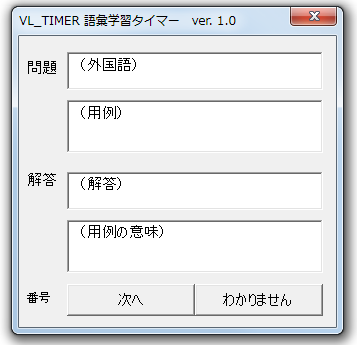 VL_TIMER 語彙学習タイマー ver. 1.0
問題
（外国語）
（用例）
解答
（解答）
（用例の意味）
番号
次へ
わかりません